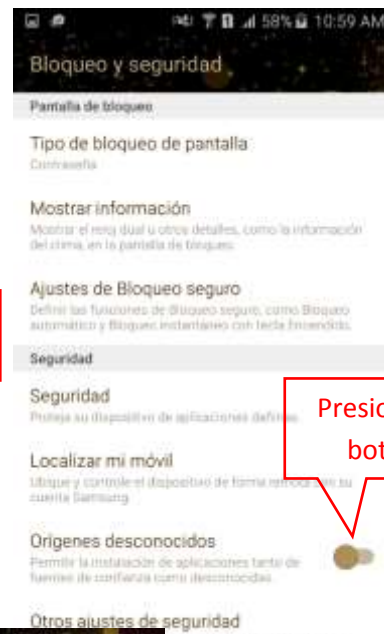 58% 10:59 AM
Bloqueo y seguridad
Pantalla de bloqueo
Tipo de bloqueo de pantalla
Contraseña
Mostrar información
Mostrar el reloj dual u otros detalles, como la información
del clima, en la pantalla de bloqueo.
Ajustes de Bloqueo seguro
Definir las funciones de Bloqueo seguro, como Bloqueo
automático y Bloqueo instantáneo con tecla Encendido.
Seguridad
Seguridad
Proteja su dispositivo de aplicaciones
Presio
bot
Localizar mi móvil
Ubique y controle el dispositivo de forma remota con su
cuenta Samsung.
Orígenes desconocidos
Permitir la instalación de aplicaciones tanto de
fuentes de confianza como desconocidas.
Otros ajustes de seguridad